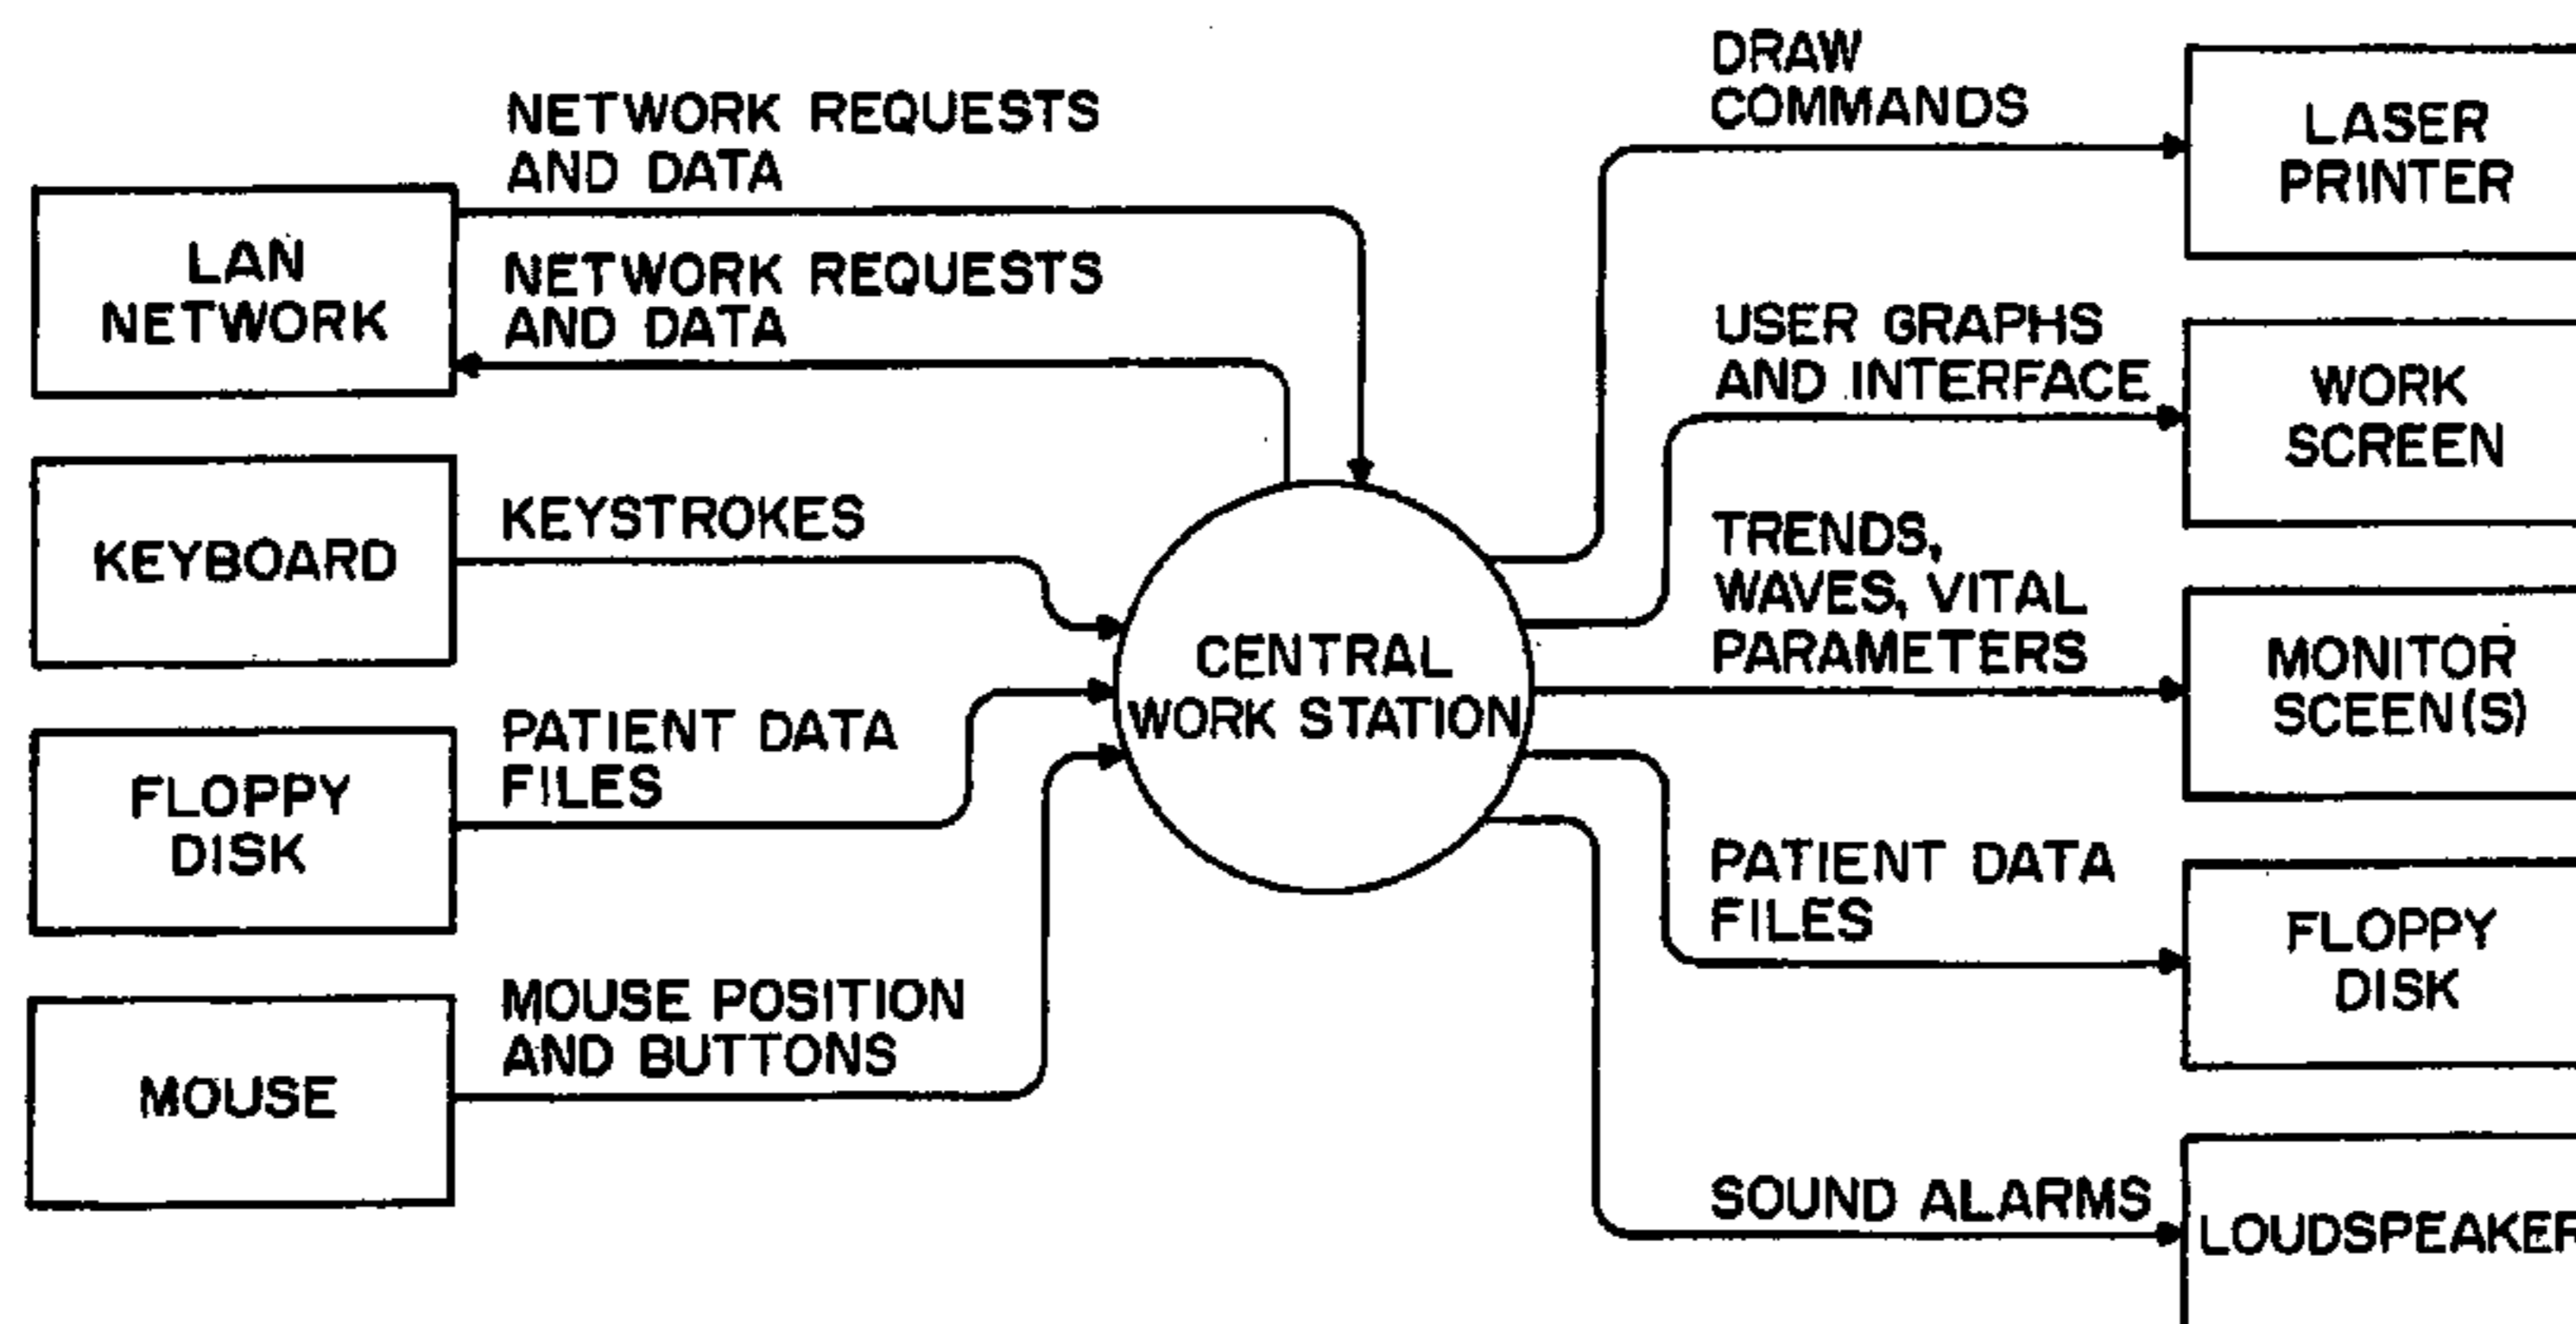 NETWORK REQUESTS
AND DATA
LAN
NETWORK
NETWORK REQUESTS
AND DATA
KEYBOARD
KEYSTROKES
FLOPPY
DISK
PATIENT DATA
FILES
MOUSE
MOUSE POSITION
AND BUTTONS
CENTRAL
WORK STATION
DRAW
COMMANDS
LASER
PRINTER
USER GRAPHS
AND INTERFACE
WORK
SCREEN
TRENDS,
WAVES, VITAL
PARAMETERS
MONITOR
SCEEN(S)
PATIENT DATA
FILES
FLOPPY
DISK
SOUND ALARMS
LOUDSPEAKER